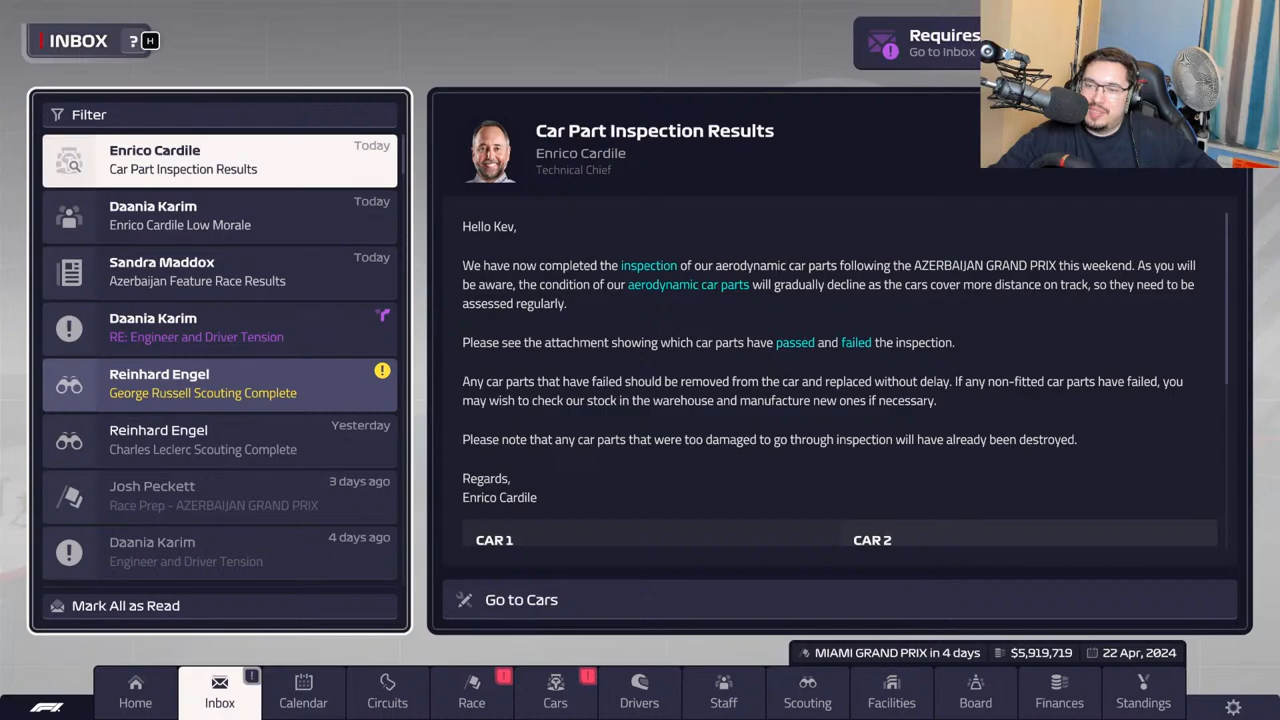 INBOX
? H
Requires
Go to Inbox
Filter
Enrico Cardile
Today
Car Part Inspection Results
Daania Karim
Today
Enrico Cardile Low Morale
Sandra Maddox
Today
Azerbaijan Feature Race Results
Daania Karim
RE: Engineer and Driver Tension
Reinhard Engel
George Russell Scouting Complete
Reinhard Engel
Yesterday
Charles Leclerc Scouting Complete
Josh Peckett
3 days ago
Race Prep - AZERBAIJAN GRAND PRIX
Daania Karim
4 days ago
Engineer and Driver Tension
Mark All as Read
Car Part Inspection Results
Enrico Cardile
Technical Chief
Hello Kev,
We have now completed the inspection of our aerodynamic car parts following the AZERBAIJAN GRAND PRIX this weekend. As you will
be aware, the condition of our aerodynamic car parts will gradually decline as the cars cover more distance on track, so they need to be
assessed regularly.
Please see the attachment showing which car parts have passed and failed the inspection.
Any car parts that have failed should be removed from the car and replaced without delay. If any non-fitted car parts have failed, you
may wish to check our stock in the warehouse and manufacture new ones if necessary.
Please note that any car parts that were too damaged to go through inspection will have already been destroyed.
Regards,
Enrico Cardile
CAR 1
CAR 2
Go to Cars
MIAMI GRAND PRIX in 4 days
$5,919,719
22 Apr, 2024
Home
Inbox
Calendar
Circuits
Race
Cars
Drivers
Staff
Scouting
Facilities
Board
Finances
Standings